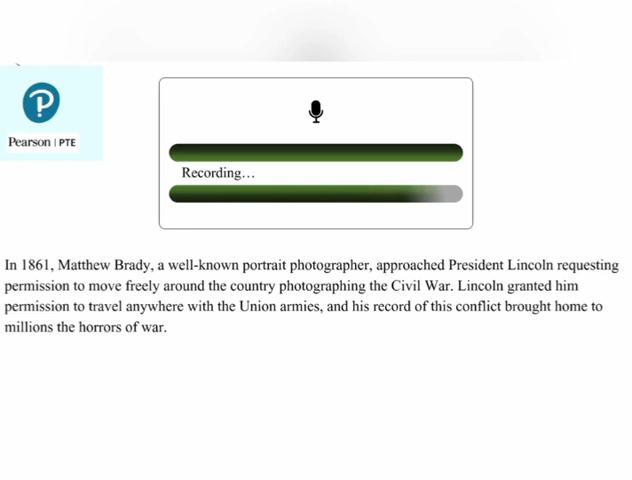 Pearson | PTE
Recording...
In 1861, Matthew Brady, a well-known portrait photographer, approached President Lincoln requesting
permission to move freely around the country photographing the Civil War. Lincoln granted him
permission to travel anywhere with the Union armies, and his record of this conflict brought home to
millions the horrors of war.